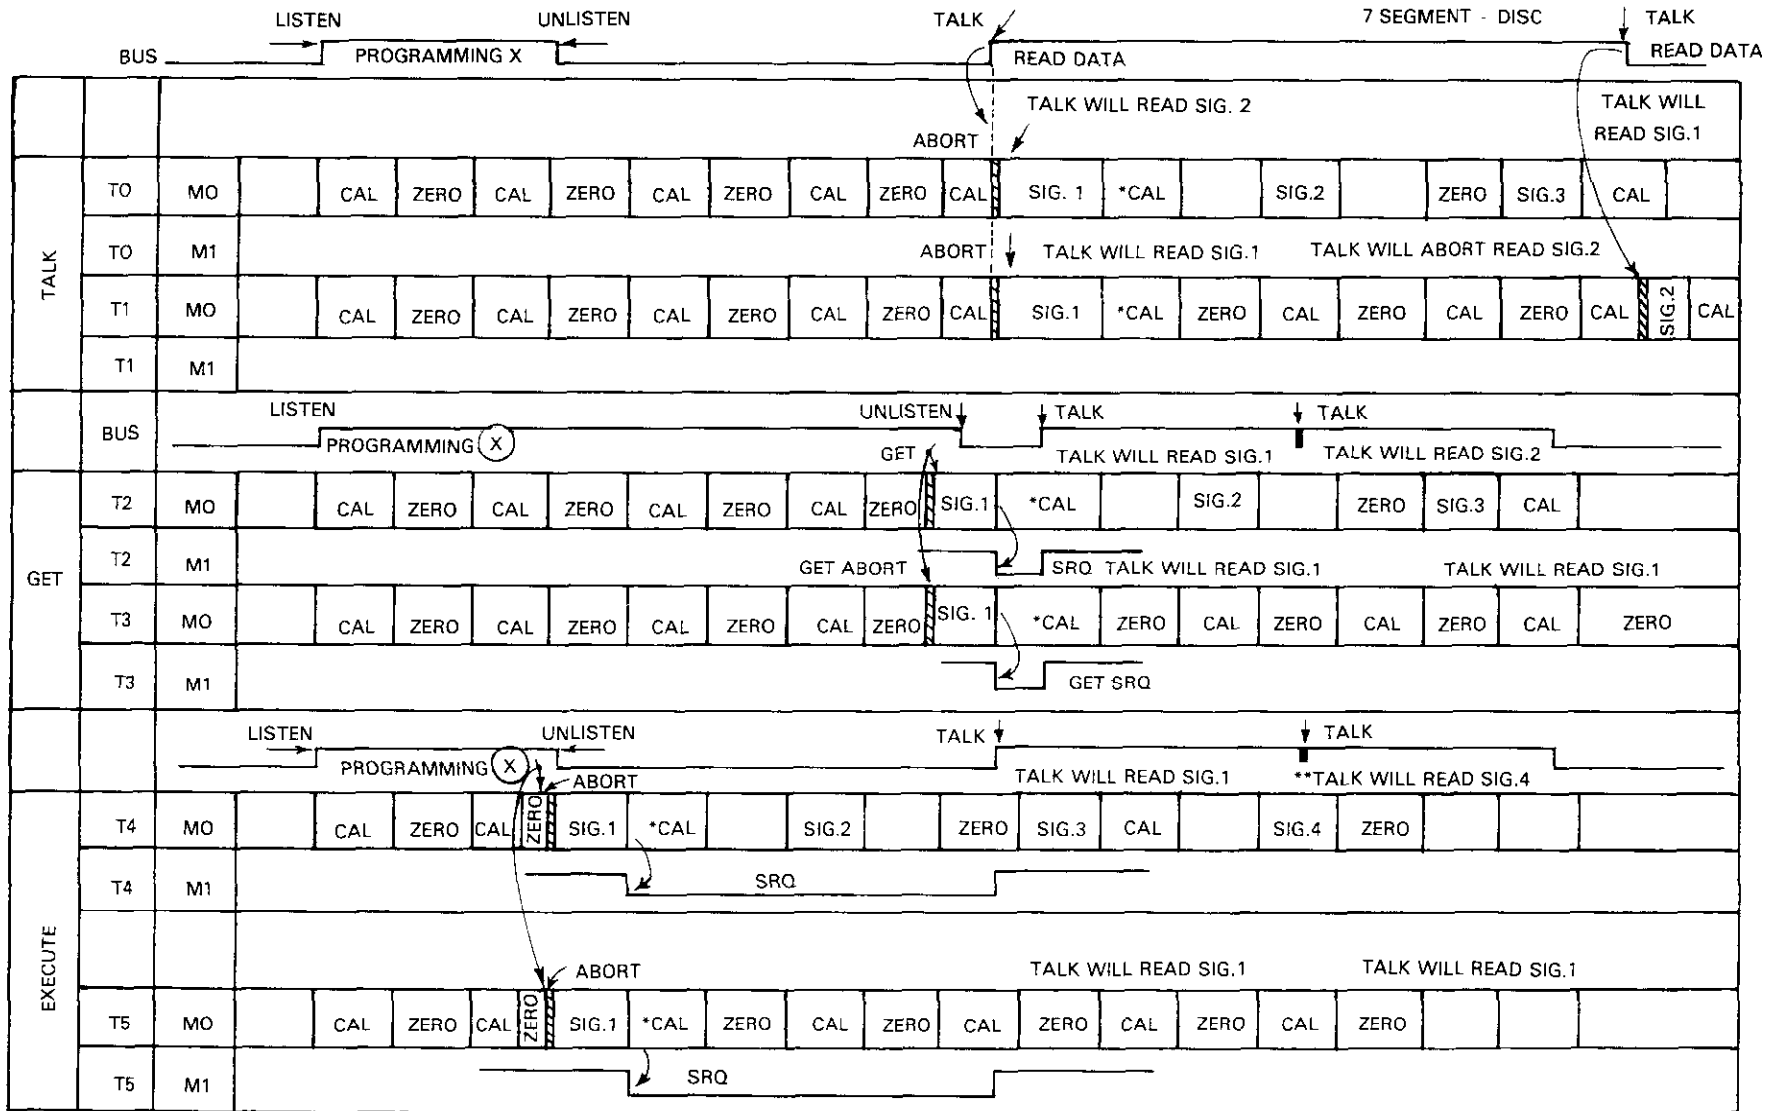 LISTEN UNLISTEN TALK 7 SEGMENT - DISC TALK
BUS PROGRAMMING X READ DATA READ DATA
TALK WILL READ SIG. 2 TALK WILL
READ SIG.1
ABORT
TALK
T0 M0 CAL ZERO CAL ZERO CAL ZERO CAL ZERO CAL SIG. 1 *CAL SIG.2 ZERO SIG.3 CAL
T0 M1 ABORT TALK WILL READ SIG.1 TALK WILL ABORT READ SIG.2
T1 M0 CAL ZERO CAL ZERO CAL ZERO CAL ZERO CAL SIG.1 *CAL ZERO CAL ZERO CAL ZERO CAL SIG.2 CAL
T1 M1
LISTEN UNLISTEN TALK TALK
BUS PROGRAMMING X GET TALK WILL READ SIG.1 TALK WILL READ SIG.2
GET
T2 M0 CAL ZERO CAL ZERO CAL ZERO CAL ZERO SIG.1 *CAL SIG.2 ZERO SIG.3 CAL
T2 M1 GET ABORT SRQ TALK WILL READ SIG.1 TALK WILL READ SIG.1
T3 M0 CAL ZERO CAL ZERO CAL ZERO CAL ZERO SIG. 1 *CAL ZERO CAL ZERO CAL ZERO CAL ZERO
T3 M1 GET SRQ
LISTEN UNLISTEN TALK TALK
PROGRAMMING X TALK WILL READ SIG.1 **TALK WILL READ SIG.4
ABORT
EXECUTE
T4 M0 CAL ZERO CAL ZERO SIG.1 *CAL SIG.2 ZERO SIG.3 CAL SIG.4 ZERO
T4 M1 SRQ
ABORT TALK WILL READ SIG.1 TALK WILL READ SIG.1
T5 M0 CAL ZERO CAL ZERO SIG.1 *CAL ZERO CAL ZERO CAL ZERO CAL ZERO CAL ZERO
T5 M1 SRQ